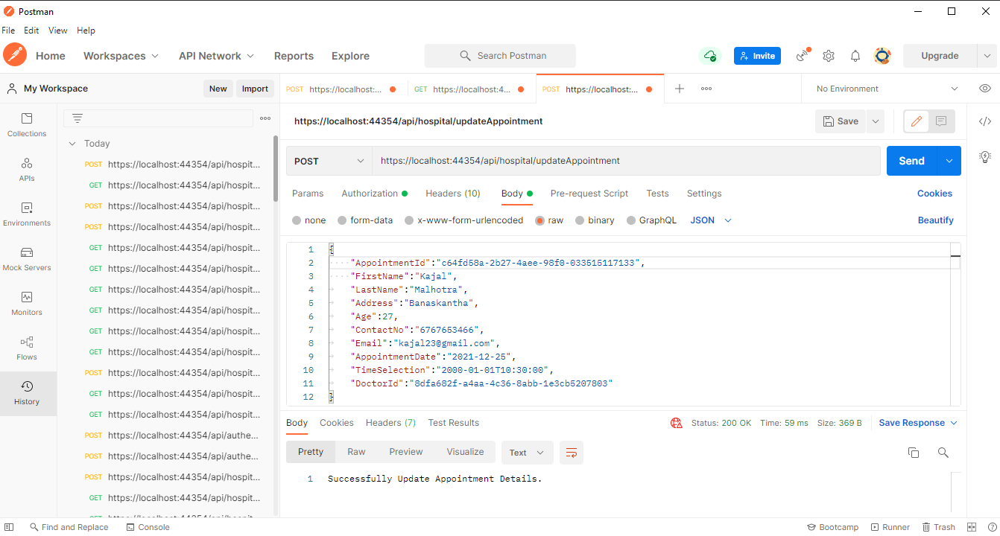 Postman
File Edit View Help
Home Workspaces API Network Reports Explore Search Postman Invite Upgrade
My Workspace New Import
POST https://localhost:... GET https://localhost:4... POST https://localhost:... No Environment
Collections
APIs
Environments
Mock Servers
Monitors
Flows
History
Today
POST https://localhost:44354/api/hospit...
GET https://localhost:44354/api/hospit...
POST https://localhost:44354/api/hospit...
POST https://localhost:44354/api/hospit...
GET https://localhost:44354/api/hospit...
GET https://localhost:44354/api/hospit...
GET https://localhost:44354/api/hospit...
GET https://localhost:44354/api/hospit...
GET https://localhost:44354/api/hospit...
GET https://localhost:44354/api/hospit...
POST https://localhost:44354/api/hospit...
GET https://localhost:44354/api/hospit...
GET https://localhost:44354/api/hospit...
POST https://localhost:44354/api/authe...
POST https://localhost:44354/api/authe...
POST https://localhost:44354/api/hospit...
GET https://localhost:44354/api/hospit...
GET https://localhost:44354/api/hospit...
https://localhost:44354/api/hospital/updateAppointment Save
POST https://localhost:44354/api/hospital/updateAppointment Send
Params Authorization Headers (10) Body Pre-request Script Tests Settings Cookies
none form-data x-www-form-urlencoded raw binary GraphQL JSON Beautify
1 {
2 "AppointmentId":"c64fd58a-2b27-4aee-98f0-033515117133",
3 "FirstName":"Kajal",
4 "LastName":"Malhotra",
5 "Address":"Banaskantha",
6 "Age":27,
7 "ContactNo":"6767653466",
8 "Email":"kajal23@gmail.com",
9 "AppointmentDate":"2021-12-25",
10 "TimeSelection":"2000-01-01T10:30:00",
11 "DoctorId":"8dfa682f-a4aa-4c36-8abb-1e3cb5207803"
12 }
Body Cookies Headers (7) Test Results Status: 200 OK Time: 59 ms Size: 369 B Save Response
Pretty Raw Preview Visualize Text
1 Successfully Update Appointment Details.
Find and Replace Console Bootcamp Runner Trash